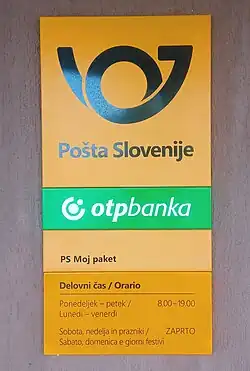 Pošta Slovenije
otpbanka
PS Moj paket
Delovni čas / Orario
Ponedeljek – petek / 8.00–19.00
Lunedì – venerdì
Sobota, nedelja in prazniki / ZAPRTO
Sabato, domenica e giorni festivi